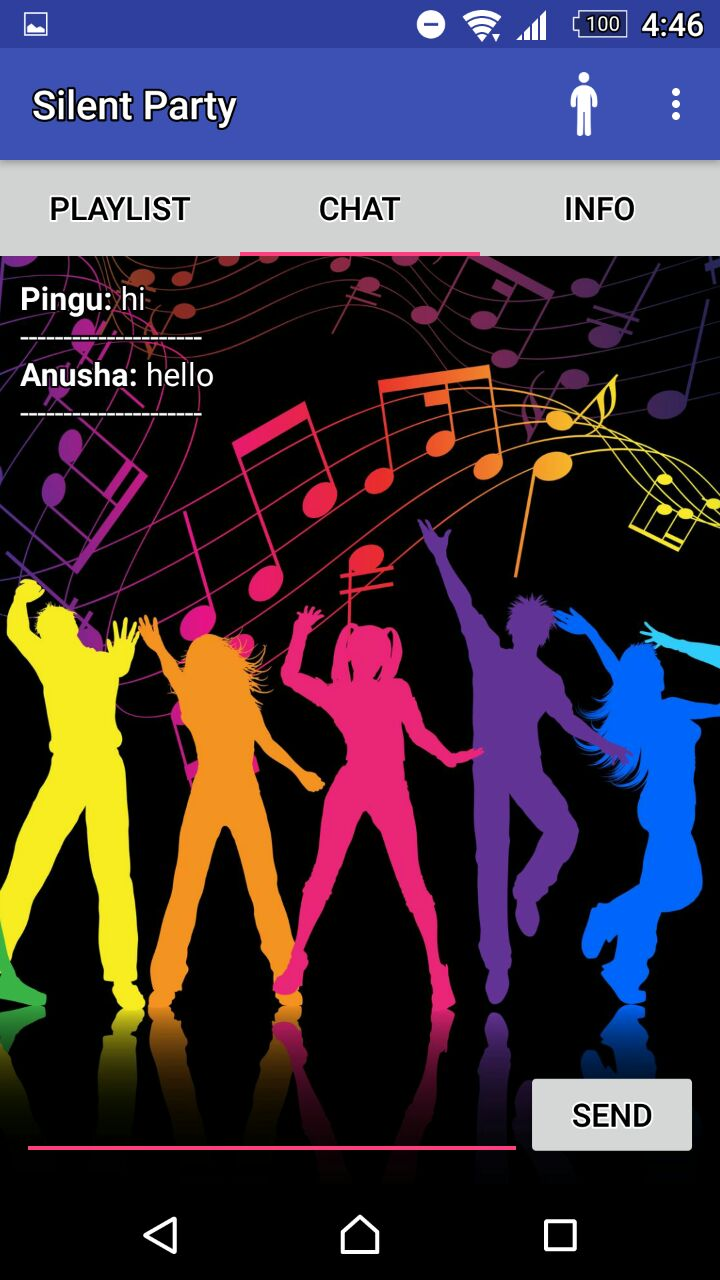 100 4:46
Silent Party
PLAYLIST CHAT INFO
Pingu: hi
---------------------
Anusha: hello
---------------------
SEND